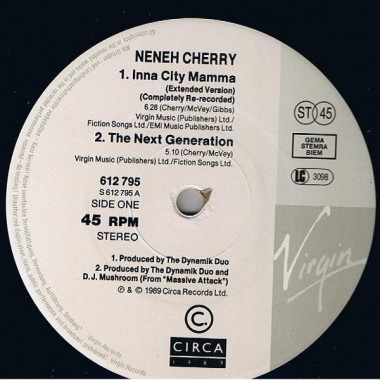 NENEH CHERRY
1. Inna City Mamma
(Extended Version)
(Completely Re-recorded)
6.28 (Cherry/McVey/Gibbs)
Virgin Music (Publishers) Ltd./
Fiction Songs Ltd./EMI Music Publishers Ltd.
2. The Next Generation
5.10 (Cherry/McVey)
Virgin Music (Publishers) Ltd./Fiction Songs Ltd.
ST 45
GEMA
STEMRA
BIEM
LC 3098
612 795
S 612 795 A
SIDE ONE
45 RPM
STEREO
1. Produced by The Dynamik Duo
2. Produced by The Dynamik Duo and
D.J. Mushroom (From "Massive Attack")
℗ & © 1989 Circa Records Ltd.
Virgin
C.
CIRCA
Virgin Records